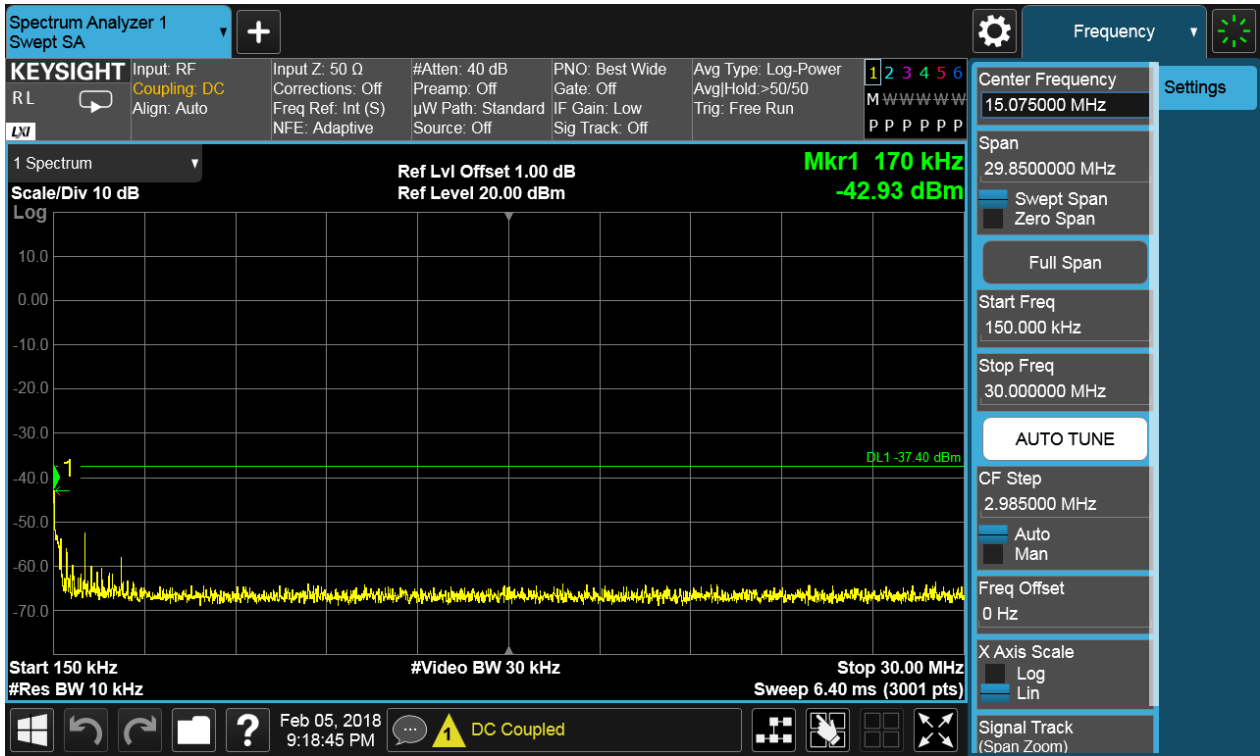 Spectrum Analyzer 1
Swept SA
+
Frequency
KEYSIGHT
RL
LXI
Input: RF
Coupling: DC
Align: Auto
Input Z: 50 Ω
Corrections: Off
Freq Ref: Int (S)
NFE: Adaptive
#Atten: 40 dB
Preamp: Off
µW Path: Standard
Source: Off
PNO: Best Wide
Gate: Off
IF Gain: Low
Sig Track: Off
Avg Type: Log-Power
Avg|Hold:>50/50
Trig: Free Run
1 2 3 4 5 6
M W W W W W
P P P P P P
1 Spectrum
Scale/Div 10 dB
Log
Ref Lvl Offset 1.00 dB
Ref Level 20.00 dBm
Mkr1 170 kHz
-42.93 dBm
10.0
0.00
-10.0
-20.0
-30.0
-40.0
-50.0
-60.0
-70.0
1
DL1 -37.40 dBm
Start 150 kHz
#Res BW 10 kHz
#Video BW 30 kHz
Stop 30.00 MHz
Sweep 6.40 ms (3001 pts)
Center Frequency
15.075000 MHz
Span
29.8500000 MHz
Swept Span
Zero Span
Full Span
Start Freq
150.000 kHz
Stop Freq
30.000000 MHz
AUTO TUNE
CF Step
2.985000 MHz
Auto
Man
Freq Offset
0 Hz
X Axis Scale
Log
Lin
Signal Track
(Span Zoom)
Settings
?
Feb 05, 2018
9:18:45 PM
1
DC Coupled